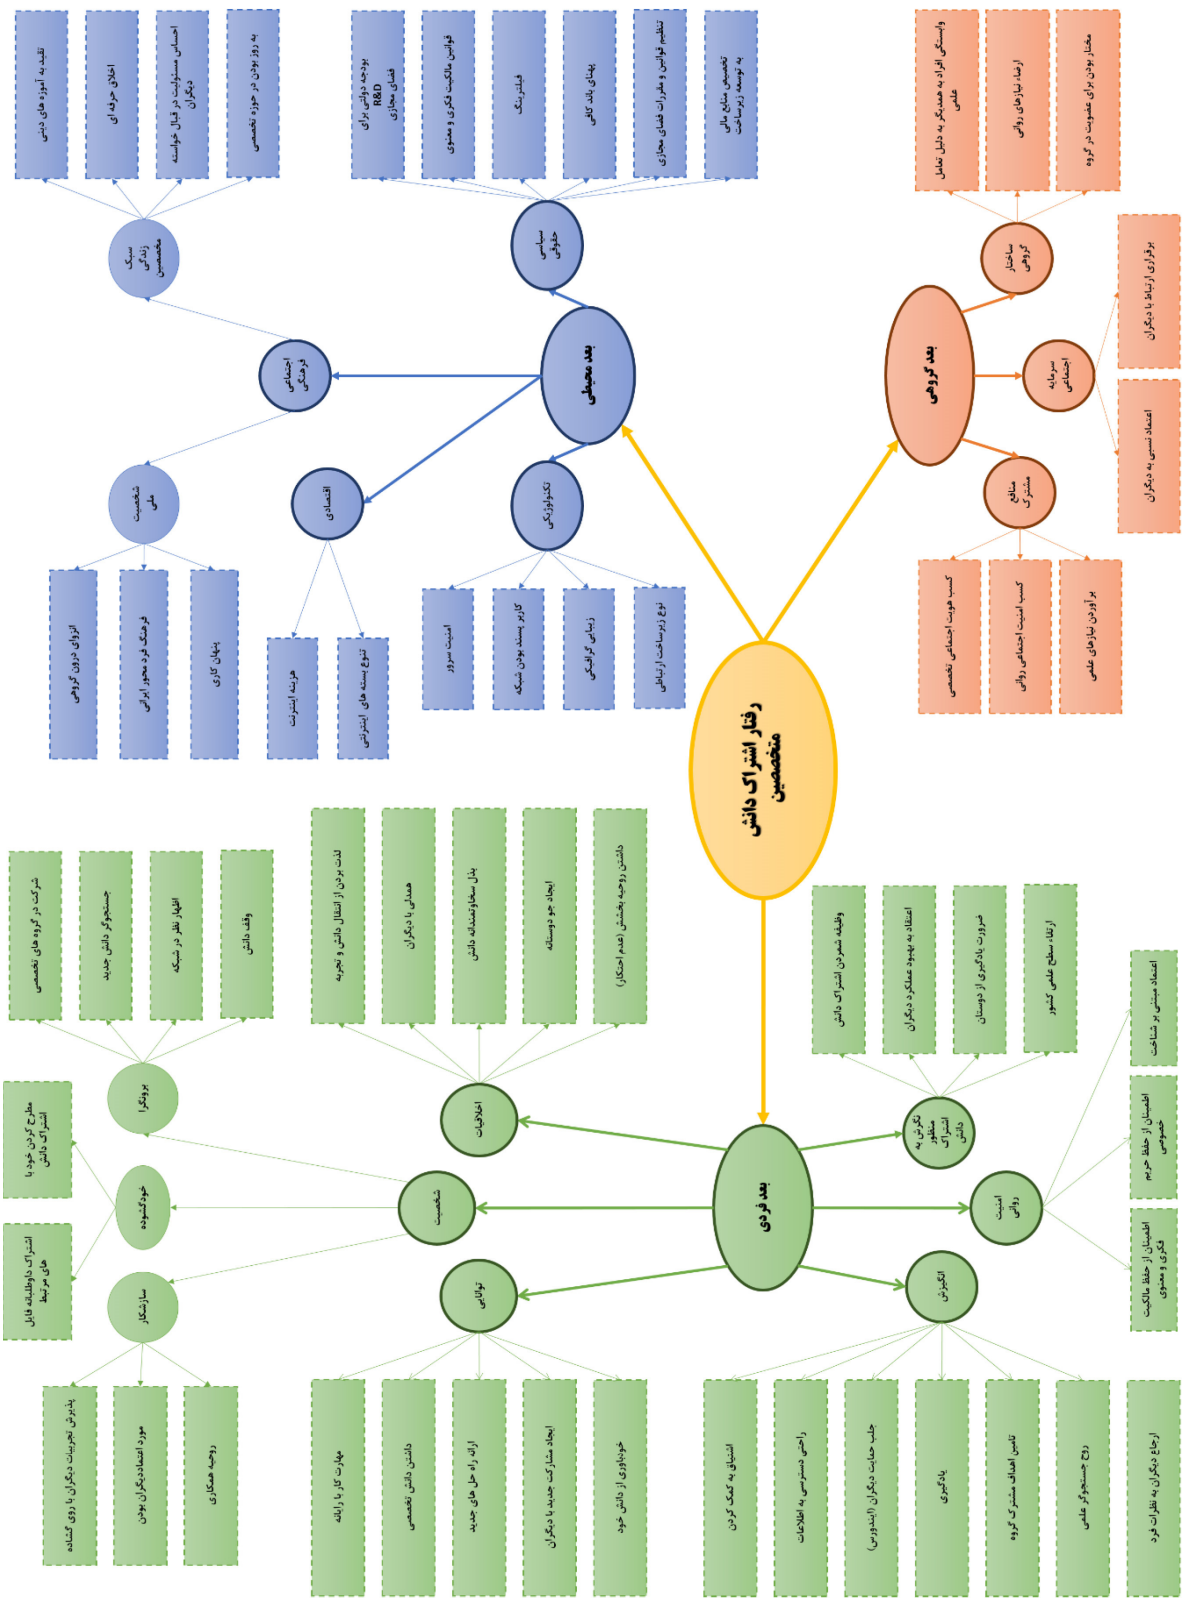 رفتار اشتراک دانش
متخصصین
بعد گروهی
ساختار
گروهی
مختار بودن برای عضویت در گروه
ارضاء نیازهای روانی
وابستگی افراد به همدیگر به دلیل تعامل
علمی
سرمایه
اجتماعی
برقراری ارتباط با دیگران
اعتماد نسبی به دیگران
منافع
مشترک
برآوردن نیازهای علمی
کسب امنیت اجتماعی روانی
کسب هویت اجتماعی تخصصی
بعد محیطی
سیاسی
حقوقی
تخصیص منابع مالی
به توسعه زیرساخت
تنظیم قوانین و مقررات فضای مجازی
پهنای باند کافی
فیلترینگ
قوانین مالکیت فکری و معنوی
بودجه دولتی برای
R&D
فضای مجازی
تکنولوژیکی
نوع زیرساخت ارتباطی
زیبایی گرافیکی
کاربر پسند بودن شبکه
امنیت سرور
اقتصادی
تنوع بسته های اینترنتی
هزینه اینترنت
اجتماعی
فرهنگی
سبک
زندگی
مخصصین
به روز بودن در حوزه تخصصی
احساس مسئولیت در قبال خواسته
دیگران
اخلاق حرفه ای
تقید به آموزه های دینی
شخصیت
ملی
پنهان کاری
فرهنگ فرد محور ایرانی
انزوای درون گروهی
بعد فردی
نگرش به
منظور
اشتراک
دانش
ارتقاء سطح علمی کشور
ضرورت یادگیری از دوستان
اعتقاد به بهبود عملکرد دیگران
وظیفه شمردن اشتراک دانش
امنیت
روانی
اعتماد مبتنی بر شناخت
اطمینان از حفظ حریم
خصوصی
اطمینان از حفظ مالکیت
فکری و معنوی
انگیزش
ارجاع دیگران به نظرات فرد
روح جستجوگر علمی
تامین اهداف مشترک گروه
یادگیری
جلب حمایت دیگران (ایندورس)
راحتی دسترسی به اطلاعات
اشتیاق به کمک کردن
اخلاقیات
داشتن روحیه بخشش (عدم احتکار)
ایجاد جو دوستانه
بذل سخاوتمندانه دانش
همدلی با دیگران
لذت بردن از انتقال دانش و تجربه
شخصیت
برونگرا
وقف دانش
اظهار نظر در شبکه
جستجوگر دانش جدید
شرکت در گروه های تخصصی
خودگشوده
مطرح کردن خود با
اشتراک دانش
اشتراک داوطلبانه فایل
های مرتبط
سازشکار
روحیه همکاری
مورد اعتماددیگران بودن
پذیرش تجربیات دیگران با روی گشاده
توانایی
خودباوری از دانش خود
ایجاد مشارکت جدید با دیگران
ارائه راه حل های جدید
داشتن دانش تخصصی
مهارت کار با رایانه